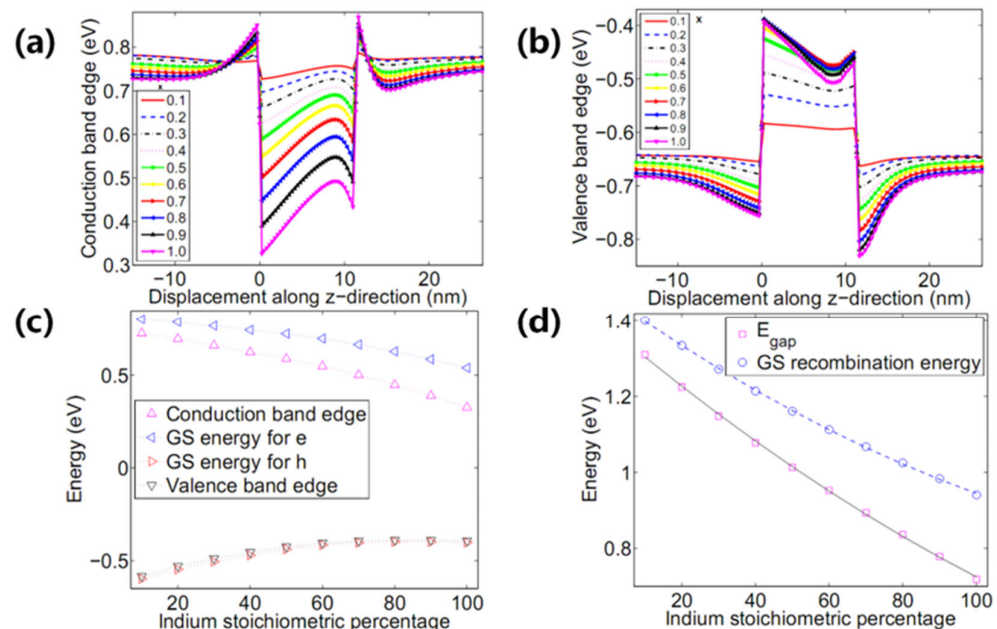 (a)
Conduction band edge (eV)
0.8
0.7
0.6
0.5
0.4
0.3
x
0.1
0.2
0.3
0.4
0.5
0.6
0.7
0.8
0.9
1.0
−10 0 10 20
Displacement along z−direction (nm)
(b)
Valence band edge (eV)
−0.4
−0.5
−0.6
−0.7
−0.8
x
0.1
0.2
0.3
0.4
0.5
0.6
0.7
0.8
0.9
1.0
−10 0 10 20
Displacement along z−direction (nm)
(c)
Energy (eV)
0.5
0
−0.5
Conduction band edge
GS energy for e
GS energy for h
Valence band edge
20 40 60 80 100
Indium stoichiometric percentage
(d)
Energy (eV)
1.4
1.2
1
0.8
E gap
GS recombination energy
20 40 60 80 100
Indium stoichiometric percentage